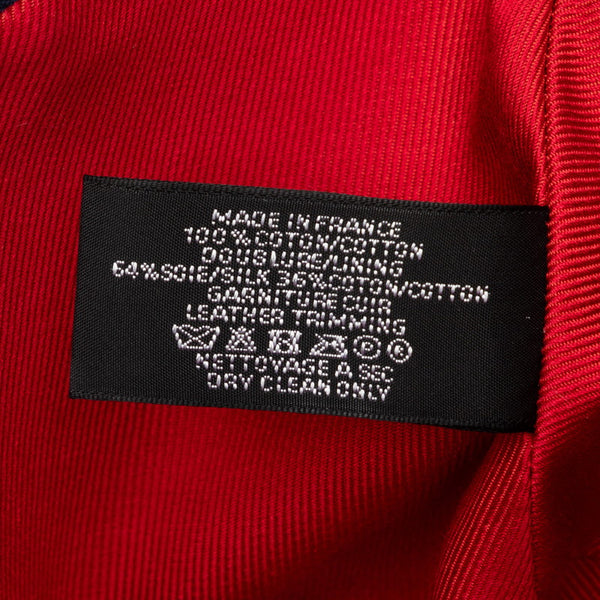 MADE IN FRANCE
100% COTON/COTTON
DOUBLURE/LINING
64% SOIE/SILK 36% COTON/COTTON
GARNITURE CUIR
LEATHER TRIMMING
NETTOYAGE A SEC
DRY CLEAN ONLY